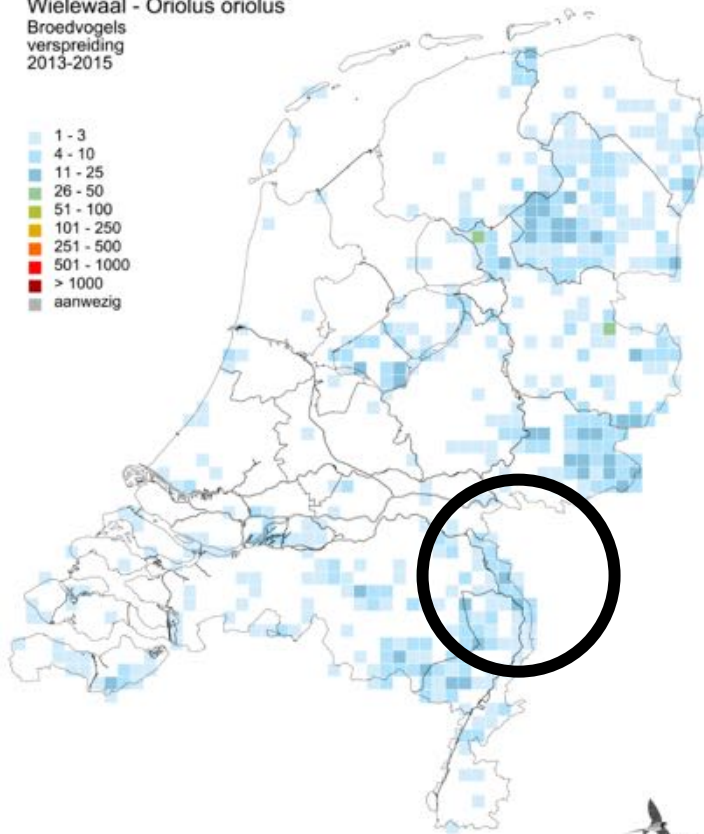 Wielewaal - Oriolus oriolus
Broedvogels
verspreiding
2013-2015
1 - 3
4 - 10
11 - 25
26 - 50
51 - 100
101 - 250
251 - 500
501 - 1000
> 1000
aanwezig